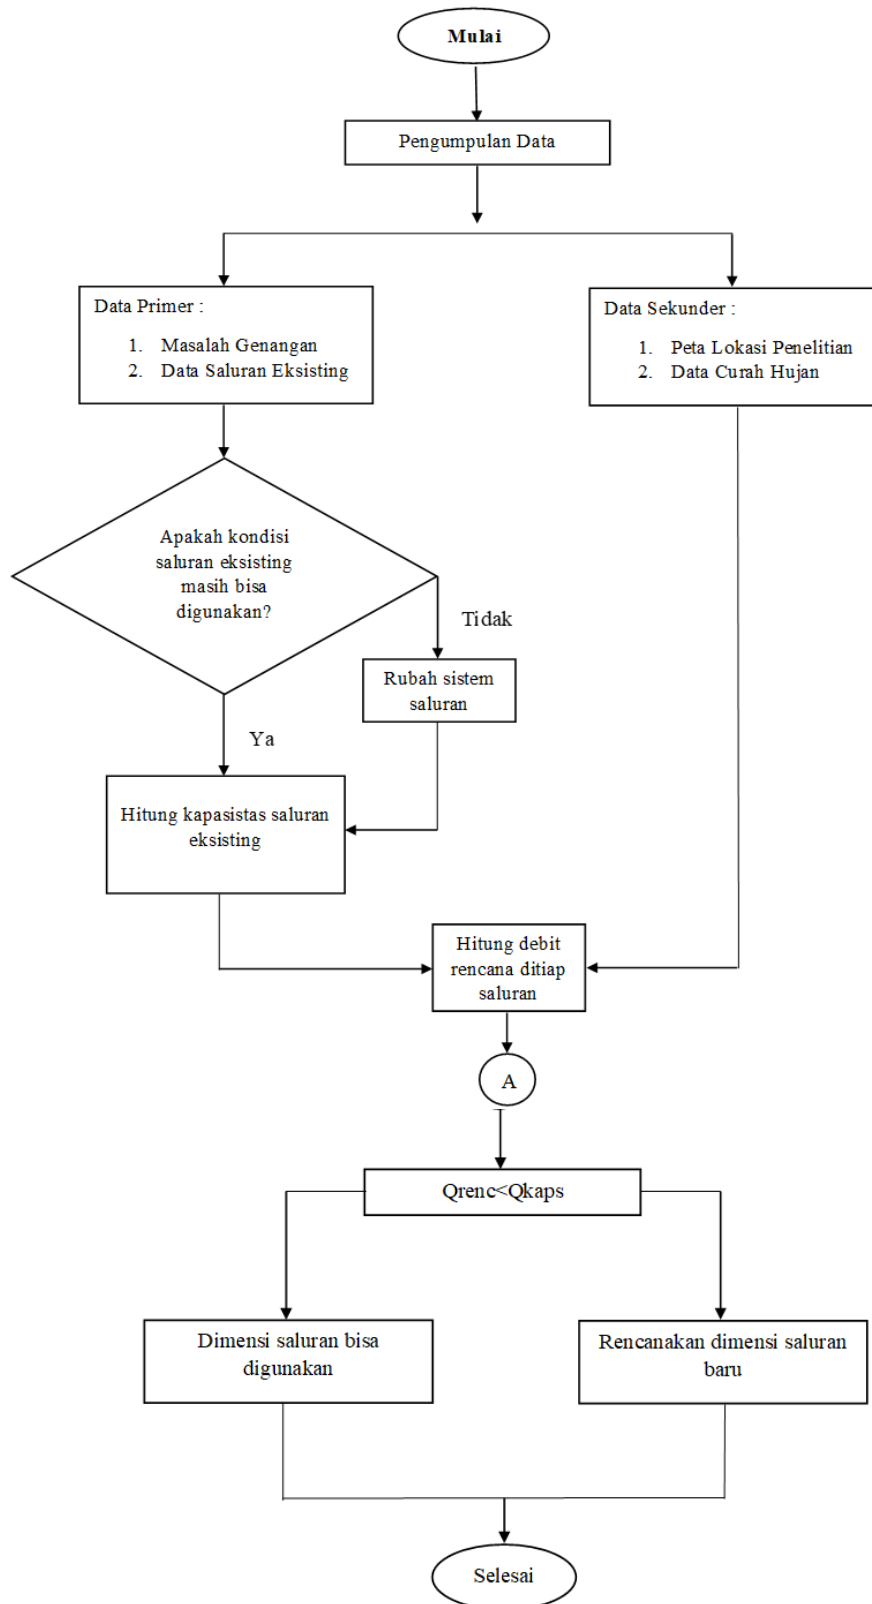 Mulai
Pengumpulan Data
Data Primer :
1. Masalah Genangan
2. Data Saluran Eksisting
Data Sekunder :
1. Peta Lokasi Penelitian
2. Data Curah Hujan
Apakah kondisi
saluran eksisting
masih bisa
digunakan?
Tidak
Rubah sistem
saluran
Ya
Hitung kapasistas saluran
eksisting
Hitung debit
rencana ditiap
saluran
A
Qrenc<Qkaps
Dimensi saluran bisa
digunakan
Rencanakan dimensi saluran
baru
Selesai